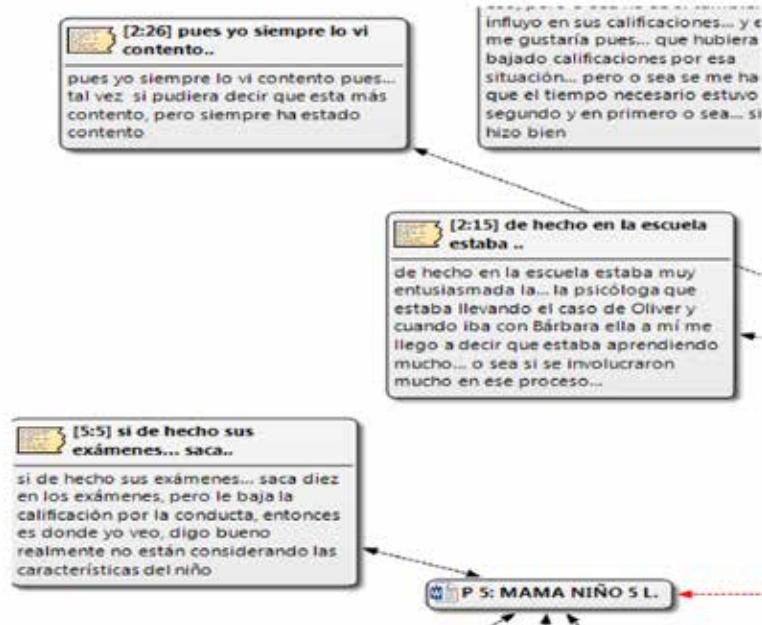 [2:26] pues yo siempre lo vi
contento..
pues yo siempre lo vi contento pues...
tal vez si pudiera decir que esta más
contento, pero siempre ha estado
contento
influyo en sus calificaciones... y e
me gustaría pues... que hubiera
bajado calificaciones por esa
situación... pero o sea se me ha
que el tiempo necesario estuvo
segundo y en primero o sea... si
hizo bien
[2:15] de hecho en la escuela
estaba ..
de hecho en la escuela estaba muy
entusiasmada la... la psicóloga que
estaba llevando el caso de Oliver y
cuando iba con Bárbara ella a mí me
llego a decir que estaba aprendiendo
mucho... o sea si se involucraron
mucho en ese proceso...
[5:5] si de hecho sus
exámenes... saca..
si de hecho sus exámenes... saca diez
en los exámenes, pero le baja la
calificación por la conducta, entonces
es donde yo veo, digo bueno
realmente no están considerando las
características del niño
P 5: MAMA NIÑO 5 L.